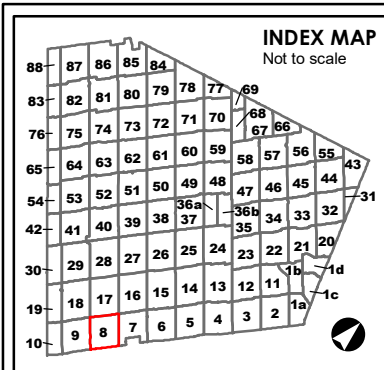 INDEX MAP
Not to scale
88 87 86 85 84
83 82 81 80 79 78 77 69
76 75 74 73 72 71 70 68 67 66
65 64 63 62 61 60 59 58 57 56 55 43
54 53 52 51 50 49 48 47 46 45 44 31
42 41 40 39 38 37 36a 36b 35 34 33 32
30 29 28 27 26 25 24 23 22 21 20
19 18 17 16 15 14 13 12 11 1b 1d
10 9 8 7 6 5 4 3 2 1a 1c